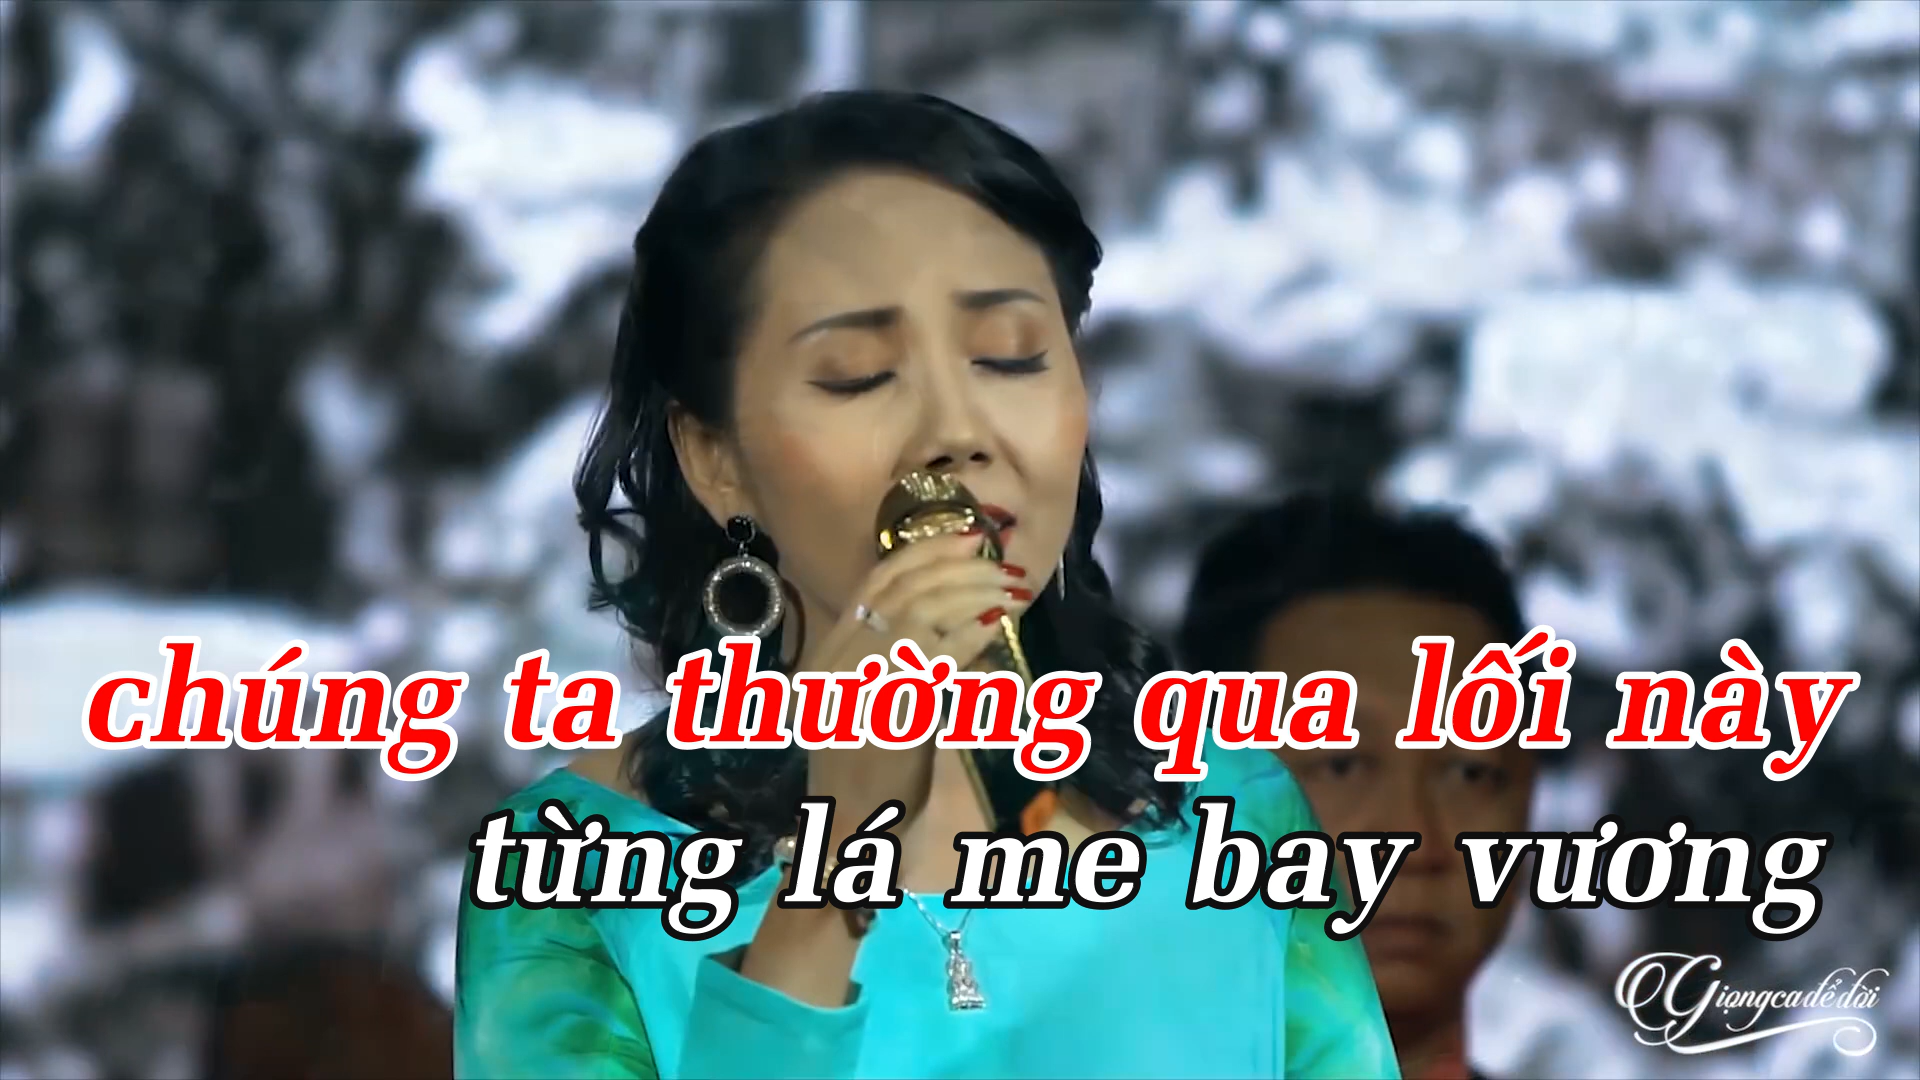 chúng ta thường qua lối này
từng lá me bay vương
Giọng ca để đời